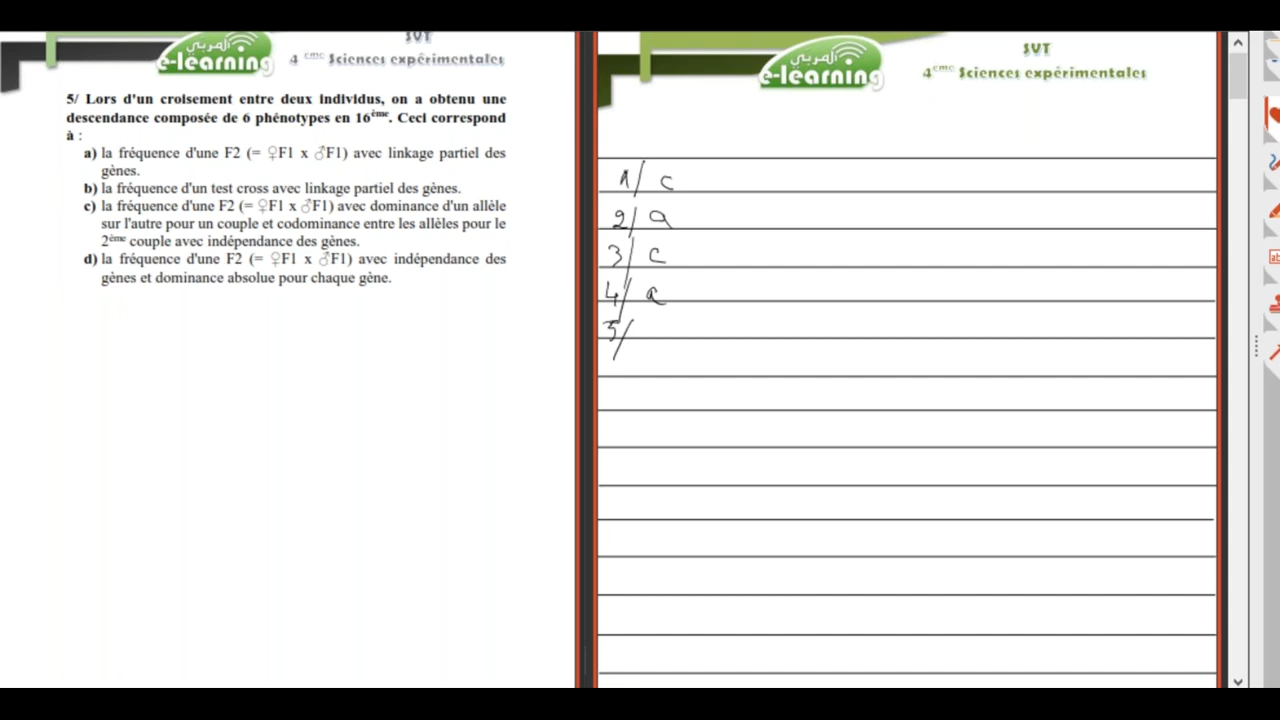 العربي
e-learning
SVT
4 ème Sciences expérimentales
5/ Lors d'un croisement entre deux individus, on a obtenu une
descendance composée de 6 phénotypes en 16ème. Ceci correspond
à :
a) la fréquence d'une F2 (= ♀F1 x ♂F1) avec linkage partiel des
gènes.
b) la fréquence d'un test cross avec linkage partiel des gènes.
c) la fréquence d'une F2 (= ♀F1 x ♂F1) avec dominance d'un allèle
sur l'autre pour un couple et codominance entre les allèles pour le
2ème couple avec indépendance des gènes.
d) la fréquence d'une F2 (= ♀F1 x ♂F1) avec indépendance des
gènes et dominance absolue pour chaque gène.
العربي
e-learning
SVT
4eme Sciences expérimentales
1/ c
2/ a
3/ c
4/ a
5/